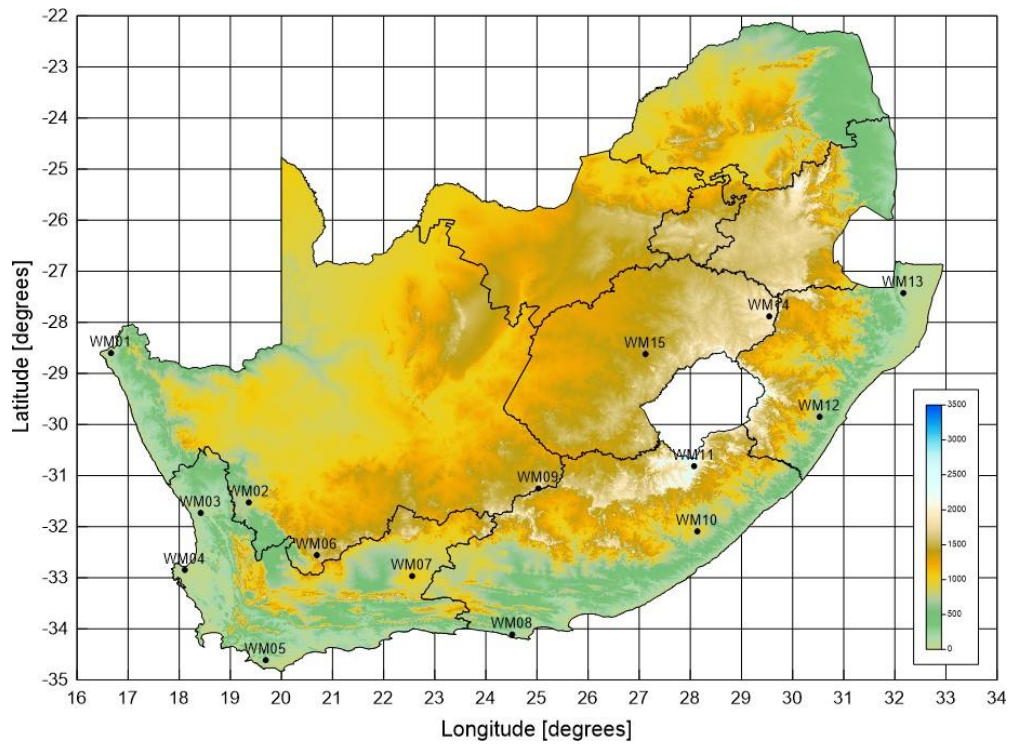 -22
-23
-24
-25
-26
-27
-28
-29
-30
-31
-32
-33
-34
-35
Latitude [degrees]
WM13
WM14
WM01
WM15
WM12
WM11
WM09
WM02
WM03
WM10
WM06
WM04
WM07
WM08
WM05
3500
3000
2500
2000
1500
1000
500
0
16 17 18 19 20 21 22 23 24 25 26 27 28 29 30 31 32 33 34
Longitude [degrees]